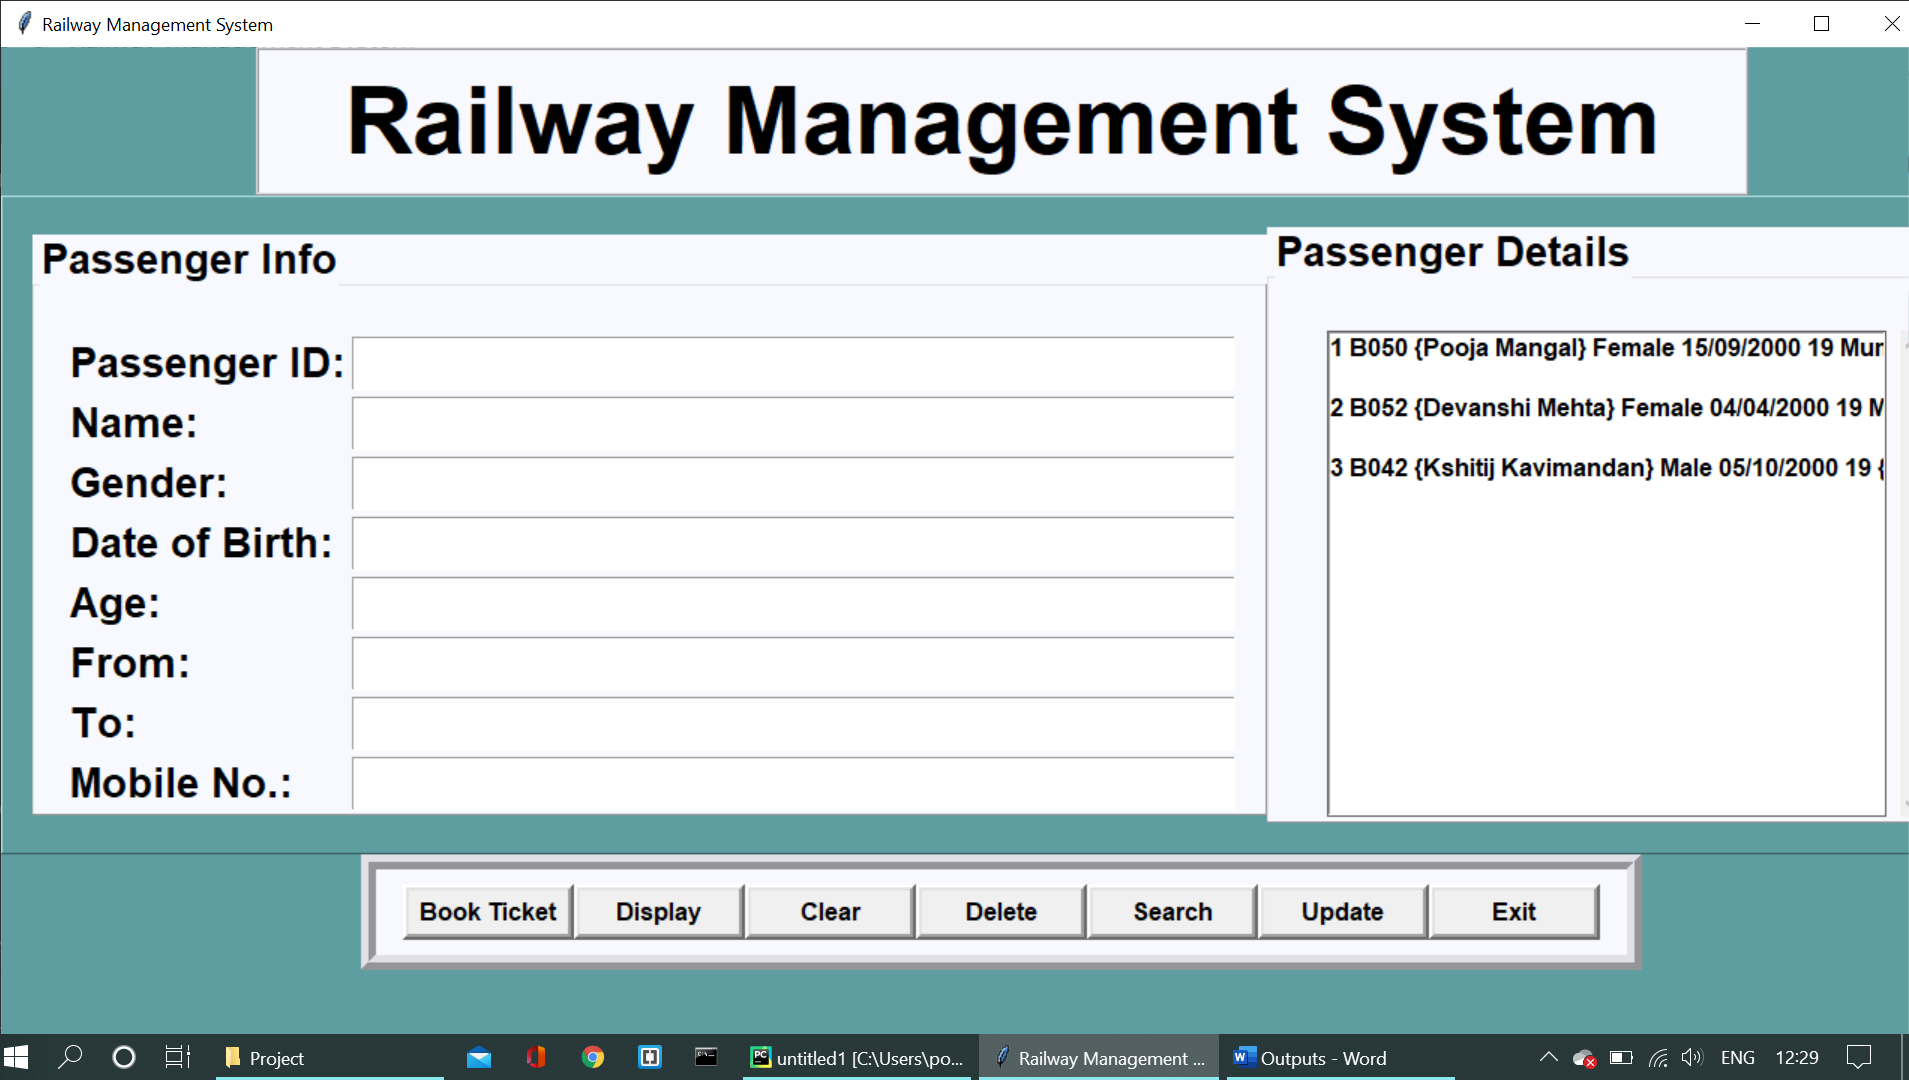 Railway Management System
Railway Management System
Passenger Info
Passenger ID:
Name:
Gender:
Date of Birth:
Age:
From:
To:
Mobile No.:
Passenger Details
1 B050 {Pooja Mangal} Female 15/09/2000 19
2 B052 {Devanshi Mehta} Female 04/04/2000 19 M
3 B042 {Kshitij Kavimandan} Male 05/10/2000 19 {
Book Ticket Display Clear Delete Search Update Exit
Project
untitled1 [C:\Users\po...
Railway Management ...
Outputs - Word
ENG
12:29